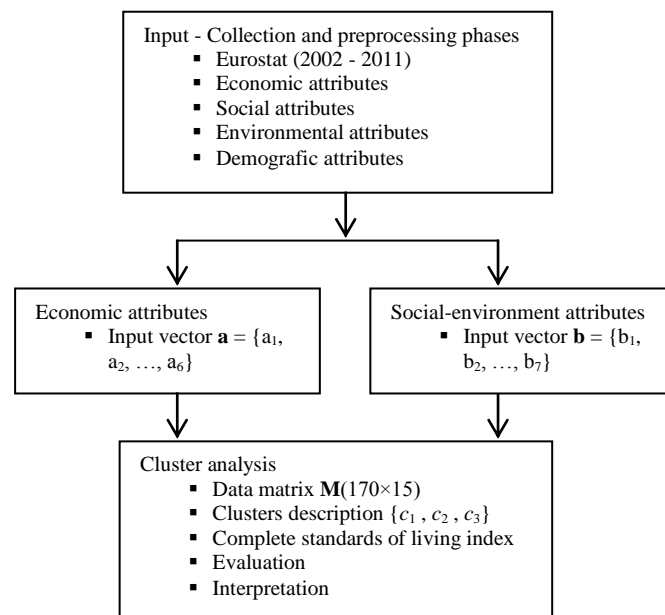 Input - Collection and preprocessing phases
▪ Eurostat (2002 - 2011)
▪ Economic attributes
▪ Social attributes
▪ Environmental attributes
▪ Demografic attributes
Economic attributes
▪ Input vector a = {a₁,
a₂, …, a₆}
Social-environment attributes
▪ Input vector b = {b₁,
b₂, …, b₇}
Cluster analysis
▪ Data matrix M(170×15)
▪ Clusters description {c₁ , c₂ , c₃}
▪ Complete standards of living index
▪ Evaluation
▪ Interpretation